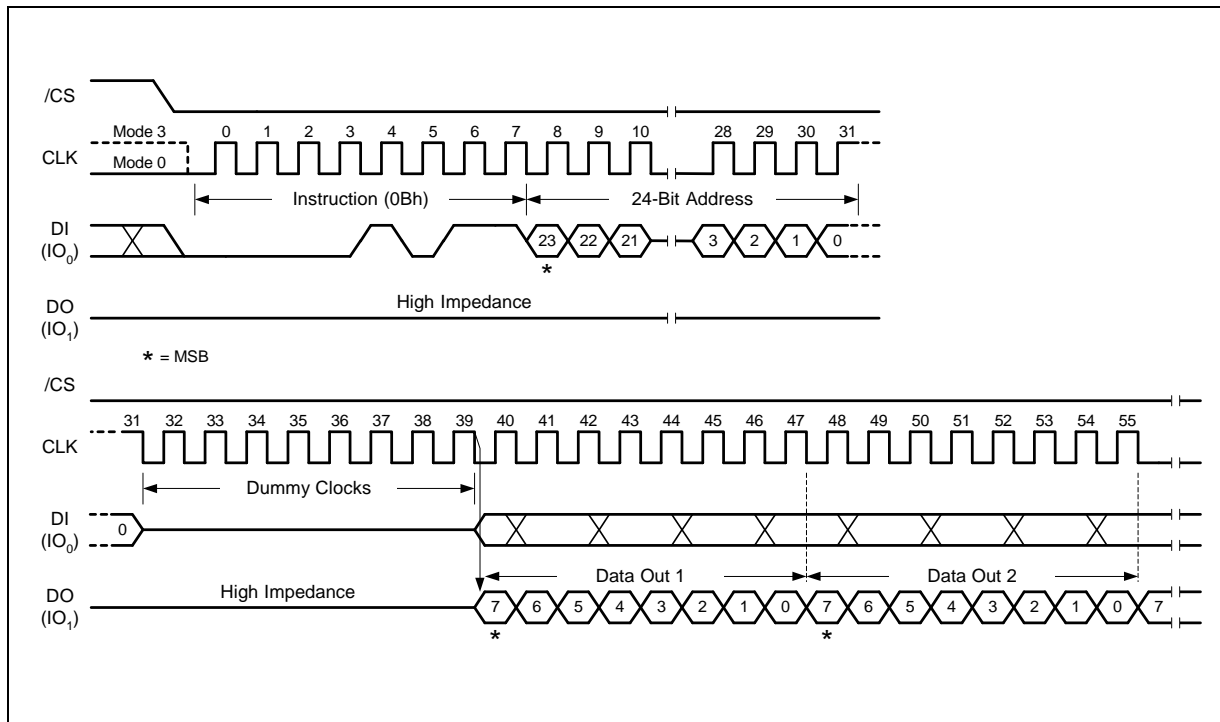 /CS
Mode 3
0 1 2 3 4 5 6 7 8 9 10 28 29 30 31
CLK
Mode 0
Instruction (0Bh)
24-Bit Address
DI
(IO0)
23 22 21 3 2 1 0
*
High Impedance
DO
(IO1)
* = MSB
/CS
31 32 33 34 35 36 37 38 39 40 41 42 43 44 45 46 47 48 49 50 51 52 53 54 55
CLK
Dummy Clocks
DI
(IO0)
0
Data Out 1
Data Out 2
High Impedance
DO
(IO1)
7 6 5 4 3 2 1 0 7 6 5 4 3 2 1 0 7
* *